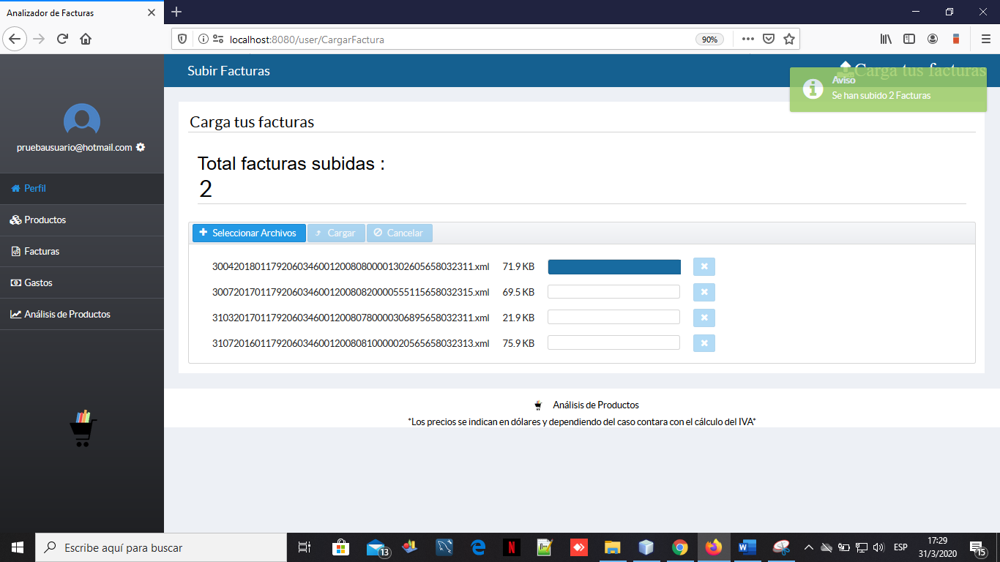 Analizador de Facturas
localhost:8080/user/CargarFactura
90%
Subir Facturas
Carga tus facturas
Aviso
Se han subido 2 Facturas
pruebausuario@hotmail.com
Perfil
Productos
Facturas
Gastos
Análisis de Productos
Carga tus facturas
Total facturas subidas :
2
Seleccionar Archivos Cargar Cancelar
3004201801179206034600120080800001302605658032311.xml 71.9 KB
3007201701179206034600120080820000555115658032315.xml 69.5 KB
3103201701179206034600120080780000306895658032311.xml 21.9 KB
3107201601179206034600120080810000020565658032313.xml 75.9 KB
Análisis de Productos
*Los precios se indican en dólares y dependiendo del caso contara con el cálculo del IVA*
Escribe aquí para buscar
13
ESP
17:29
31/3/2020
15